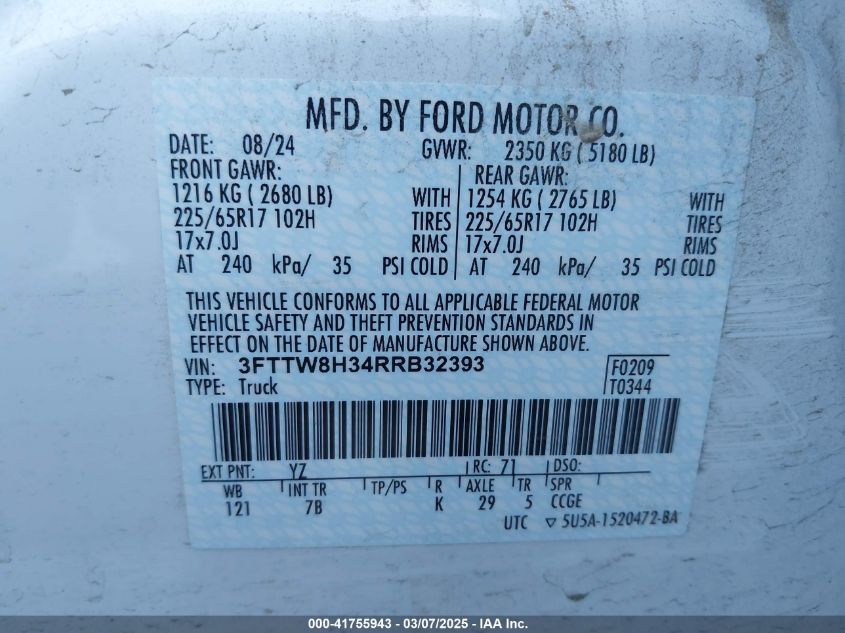 MFD. BY FORD MOTOR CO.
DATE: 08/24 GVWR: 2350 KG ( 5180 LB)
FRONT GAWR: REAR GAWR:
1216 KG ( 2680 LB) WITH 1254 KG ( 2765 LB) WITH
225/65R17 102H TIRES 225/65R17 102H TIRES
17x7.0J RIMS 17x7.0J RIMS
AT 240 kPa/ 35 PSI COLD AT 240 kPa/ 35 PSI COLD
THIS VEHICLE CONFORMS TO ALL APPLICABLE FEDERAL MOTOR
VEHICLE SAFETY AND THEFT PREVENTION STANDARDS IN
EFFECT ON THE DATE OF MANUFACTURE SHOWN ABOVE.
VIN: 3FTTW8H34RRB32393 F0209
TYPE: Truck T0344
EXT PNT: YZ RC: 71 DSO:
WB INT TR TP/PS R AXLE TR SPR
121 7B K 29 5 CCGE
UTC ▽ 5U5A-1520472-BA
000-41755943 - 03/07/2025 - IAA Inc.